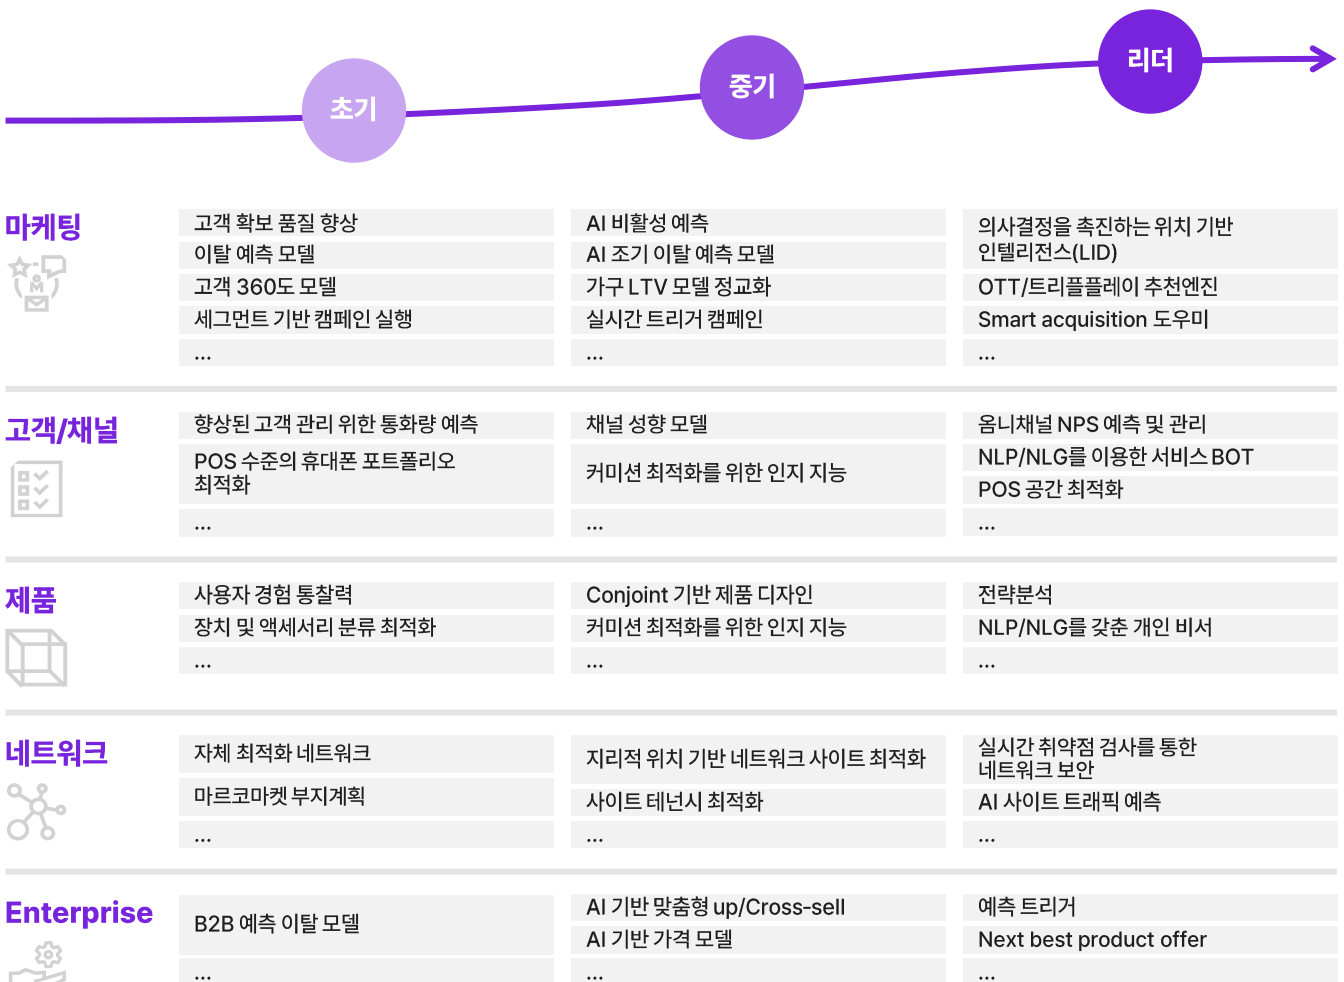 초기
중기
리더
마케팅
고객 확보 품질 향상
이탈 예측 모델
고객 360도 모델
세그먼트 기반 캠페인 실행
...
AI 비활성 예측
AI 조기 이탈 예측 모델
가구 LTV 모델 정교화
실시간 트리거 캠페인
...
의사결정을 촉진하는 위치 기반
인텔리전스(LID)
OTT/트리플플레이 추천엔진
Smart acquisition 도우미
...
고객/채널
향상된 고객 관리 위한 통화량 예측
POS 수준의 휴대폰 포트폴리오
최적화
...
채널 성향 모델
커미션 최적화를 위한 인지 지능
...
옴니채널 NPS 예측 및 관리
NLP/NLG를 이용한 서비스 BOT
POS 공간 최적화
...
제품
사용자 경험 통찰력
장치 및 액세서리 분류 최적화
...
Conjoint 기반 제품 디자인
커미션 최적화를 위한 인지 지능
...
전략분석
NLP/NLG를 갖춘 개인 비서
...
네트워크
자체 최적화 네트워크
마르코마켓 부지계획
...
지리적 위치 기반 네트워크 사이트 최적화
사이트 테넌시 최적화
...
실시간 취약점 검사를 통한
네트워크 보안
AI 사이트 트래픽 예측
...
Enterprise
B2B 예측 이탈 모델
...
AI 기반 맞춤형 up/Cross-sell
AI 기반 가격 모델
...
예측 트리거
Next best product offer
...